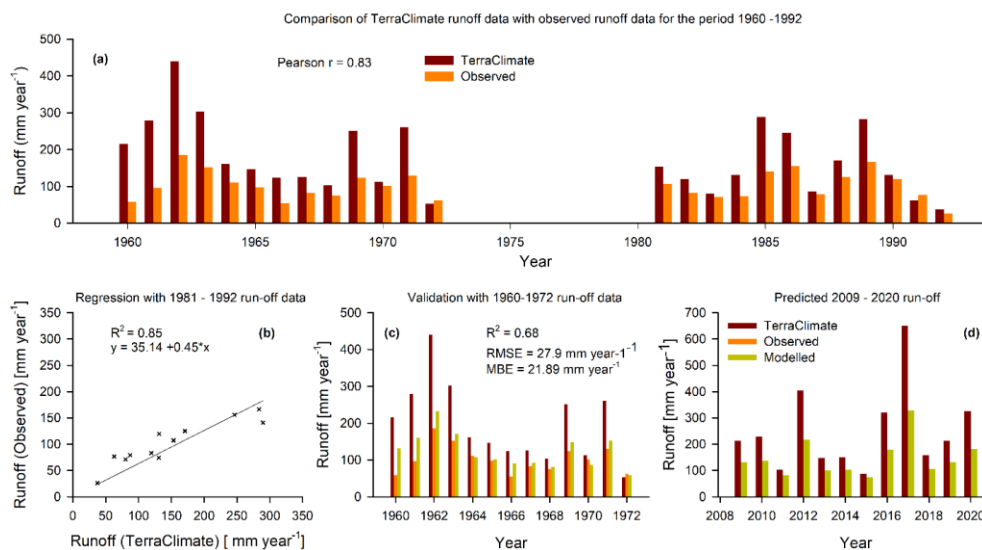 Comparison of TerraClimate runoff data with observed runoff data for the period 1960 -1992
(a)
Pearson r = 0.83
TerraClimate
Observed
Runoff (mm year⁻¹)
500
400
300
200
100
0
1960
1965
1970
1975
1980
1985
1990
Year
Regression with 1981 - 1992 run-off data
(b)
R² = 0.85
y = 35.14 +0.45*x
Runoff (Observed) [mm year⁻¹]
350
300
250
200
150
100
50
0
0
50
100
150
200
250
300
350
Runoff (TerraClimate) [ mm year⁻¹]
Validation with 1960-1972 run-off data
(c)
R² = 0.68
RMSE = 27.9 mm year-1⁻¹
MBE = 21.89 mm year⁻¹
Runoff [mm year⁻¹]
500
400
300
200
100
0
1960
1962
1964
1966
1968
1970
1972
Year
Predicted 2009 - 2020 run-off
TerraClimate
Observed
Modelled
(d)
Runoff [mm year⁻¹]
700
600
500
400
300
200
100
0
2008
2010
2012
2014
2016
2018
2020
Year